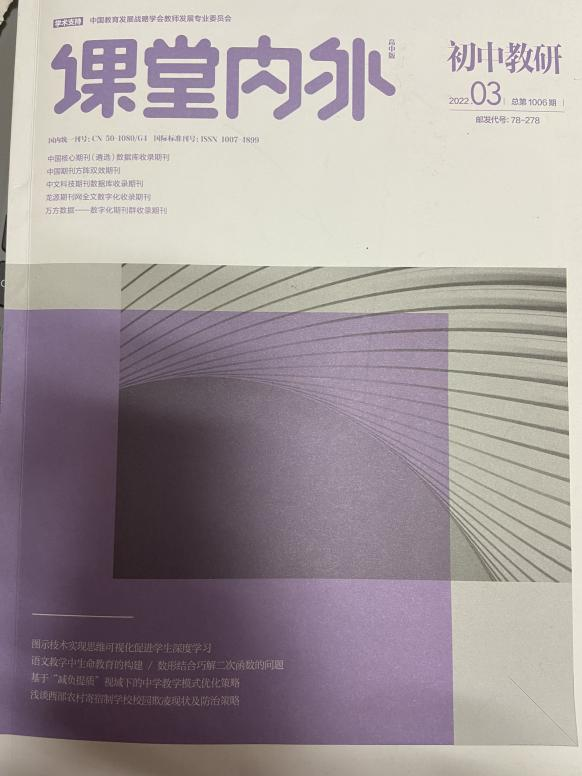 学术支持 中国教育发展战略学会教师发展专业委员会
课堂内外 高中版
初中教研
2022.03 总第1006期
邮发代号:78-278
国内统一刊号:CN 50-1080/G4 国际标准刊号:ISSN 1007-4899
中国核心期刊(遴选)数据库收录期刊
中国期刊方阵双效期刊
中文科技期刊数据库收录期刊
龙源期刊网全文数字化收录期刊
万方数据——数字化期刊群收录期刊
图示技术实现思维可视化促进学生深度学习
语文教学中生命教育的构建 / 数形结合巧解二次函数的问题
基于“减负提质”视域下的中学教学模式优化策略
浅谈西部农村寄宿制学校校园欺凌现状及防治策略